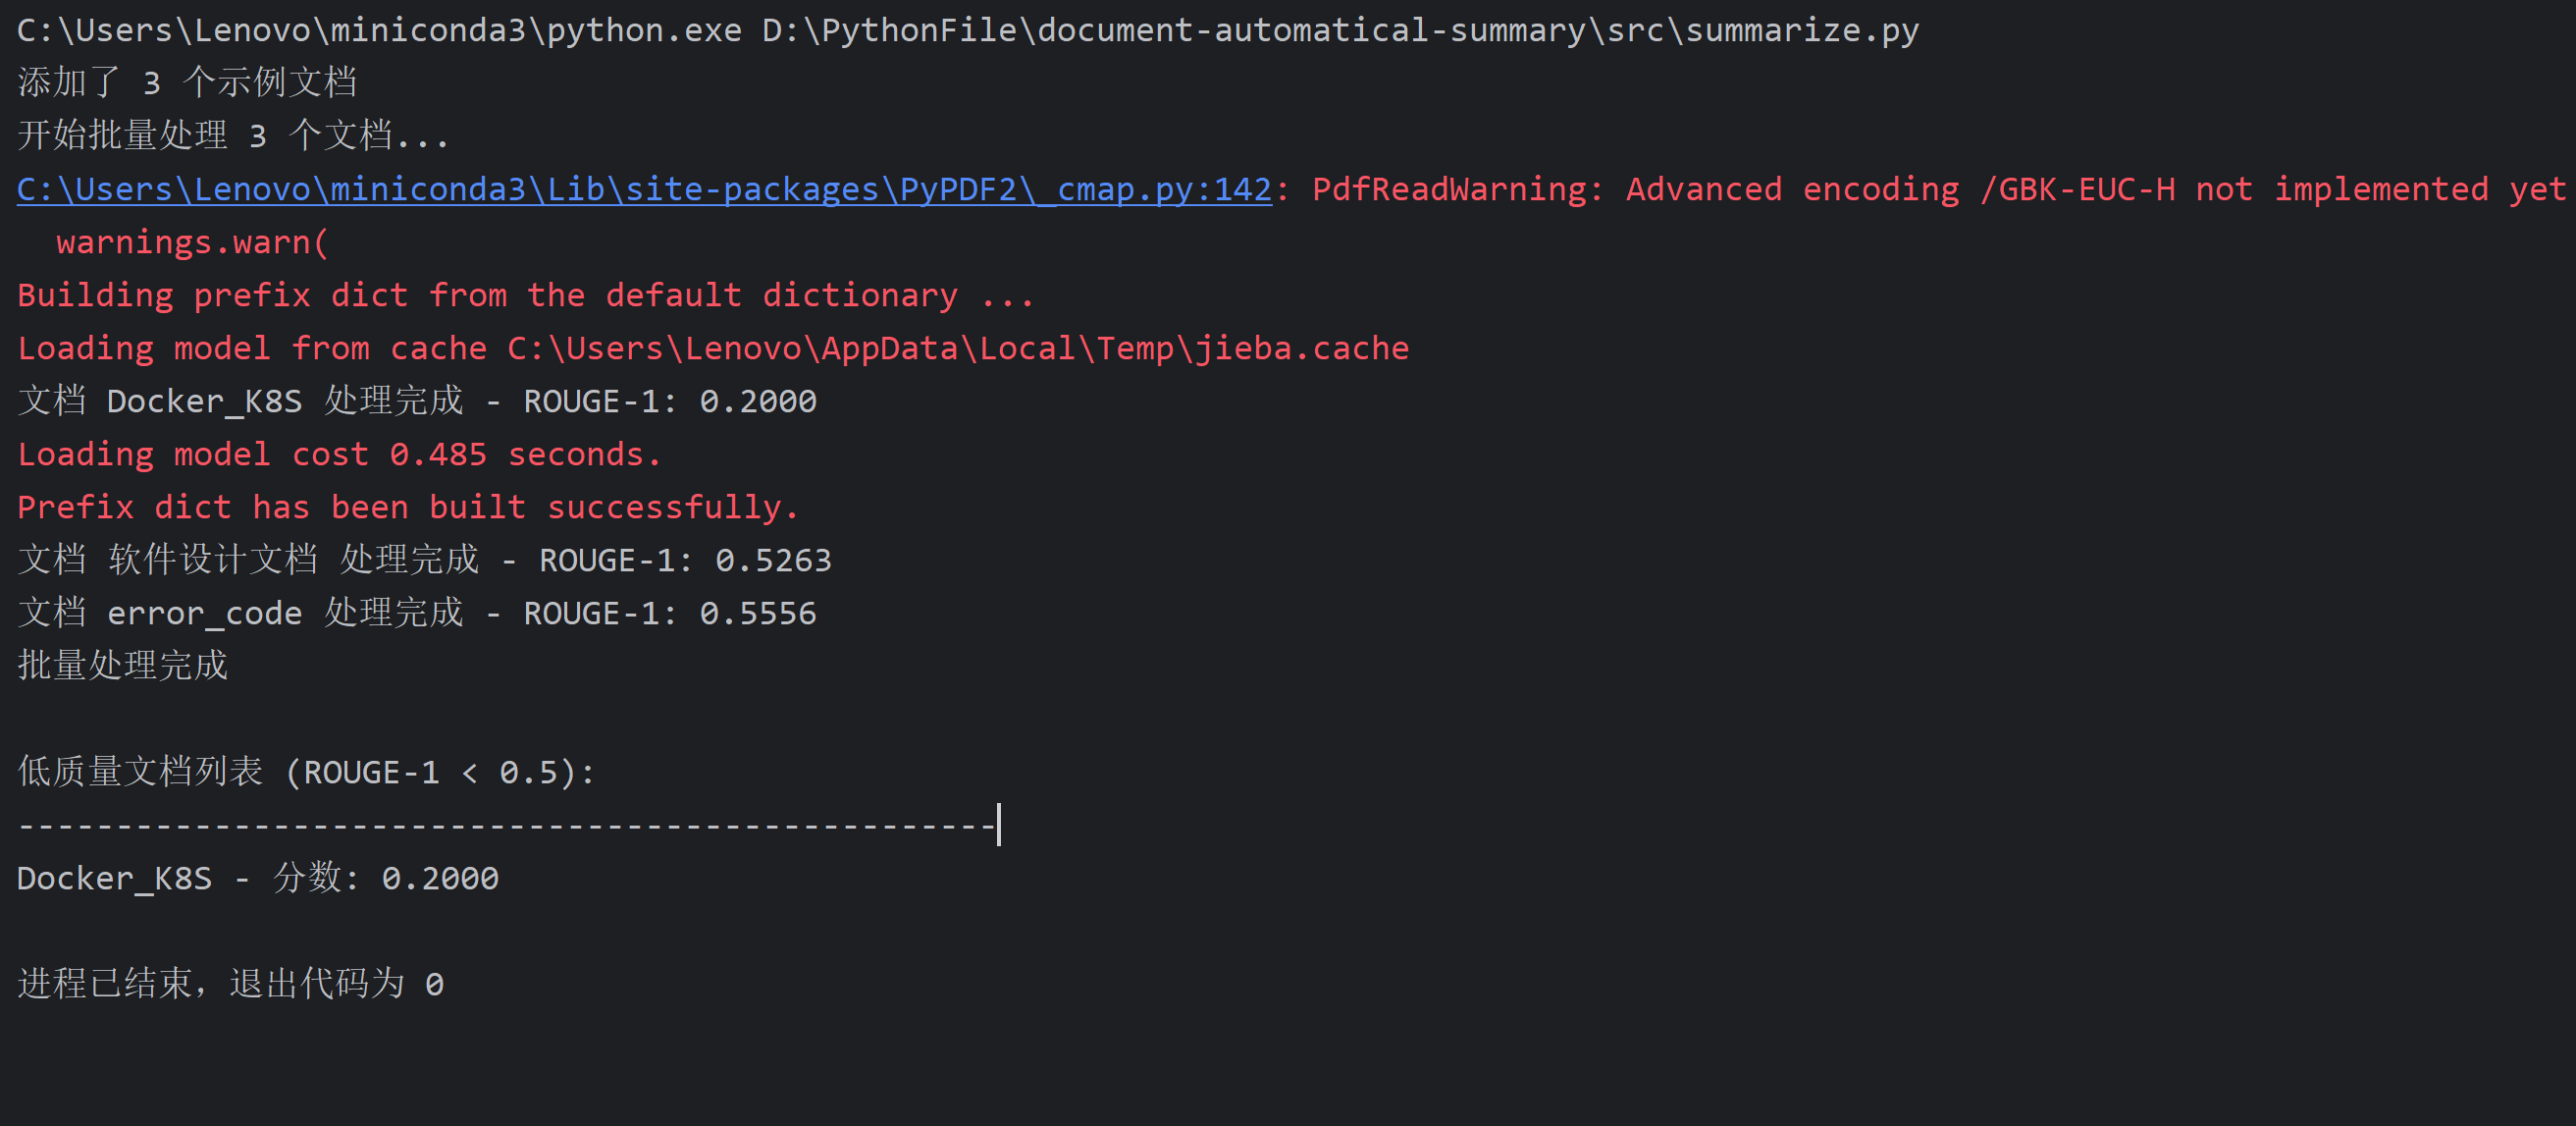 C:\Users\Lenovo\miniconda3\python.exe D:\PythonFile\document-automatical-summary\src\summarize.py
添加了 3 个示例文档
开始批量处理 3 个文档...
C:\Users\Lenovo\miniconda3\Lib\site-packages\PyPDF2\_cmap.py:142: PdfReadWarning: Advanced encoding /GBK-EUC-H not implemented yet
  warnings.warn(
Building prefix dict from the default dictionary ...
Loading model from cache C:\Users\Lenovo\AppData\Local\Temp\jieba.cache
文档 Docker_K8S 处理完成 - ROUGE-1: 0.2000
Loading model cost 0.485 seconds.
Prefix dict has been built successfully.
文档 软件设计文档 处理完成 - ROUGE-1: 0.5263
文档 error_code 处理完成 - ROUGE-1: 0.5556
批量处理完成
低质量文档列表 (ROUGE-1 < 0.5):
--------------------------------------------------
Docker_K8S - 分数: 0.2000
进程已结束，退出代码为 0